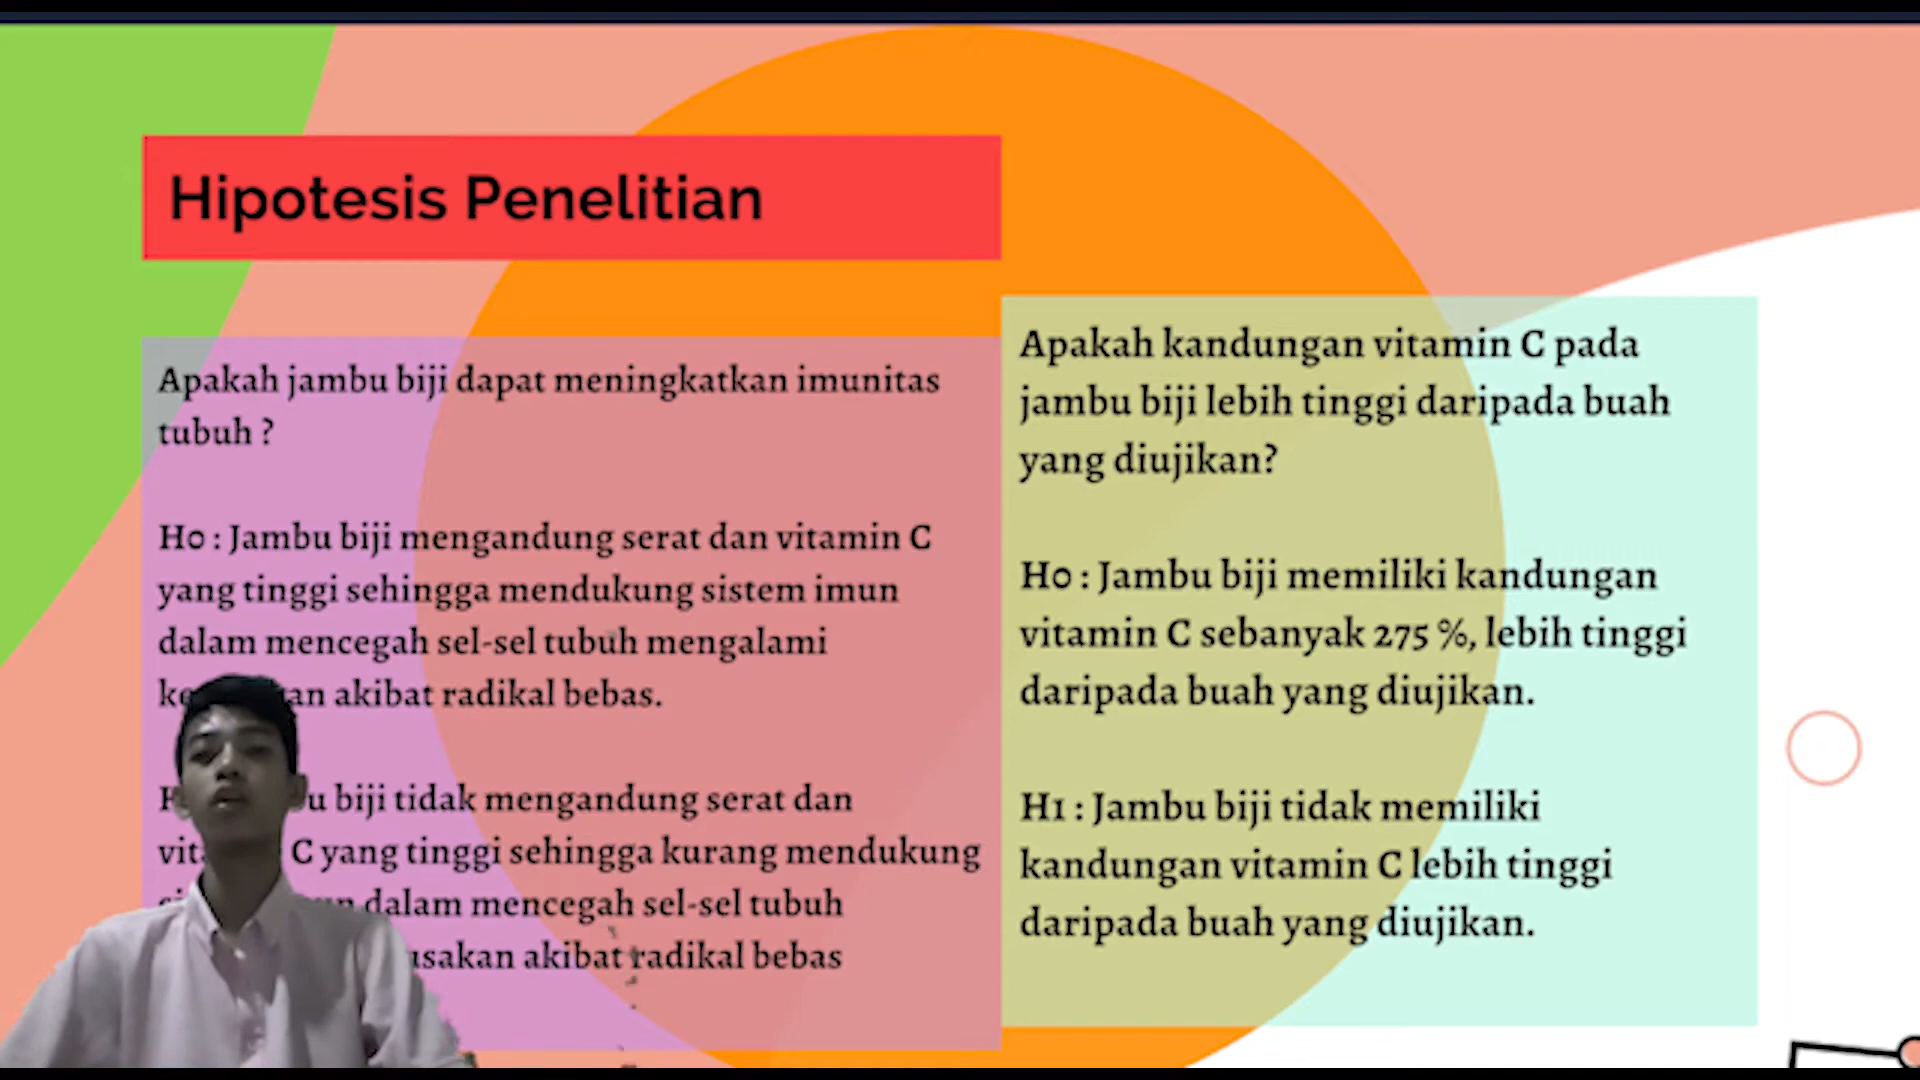 Hipotesis Penelitian
Apakah jambu biji dapat meningkatkan imunitas
tubuh ?
Ho : Jambu biji mengandung serat dan vitamin C
yang tinggi sehingga mendukung sistem imun
dalam mencegah sel-sel tubuh mengalami
akibat radikal bebas.
biji tidak mengandung serat dan
C yang tinggi sehingga kurang mendukung
dalam mencegah sel-sel tubuh
akibat radikal bebas
Apakah kandungan vitamin C pada
jambu biji lebih tinggi daripada buah
yang diujikan?
Ho : Jambu biji memiliki kandungan
vitamin C sebanyak 275 %, lebih tinggi
daripada buah yang diujikan.
H1 : Jambu biji tidak memiliki
kandungan vitamin C lebih tinggi
daripada buah yang diujikan.